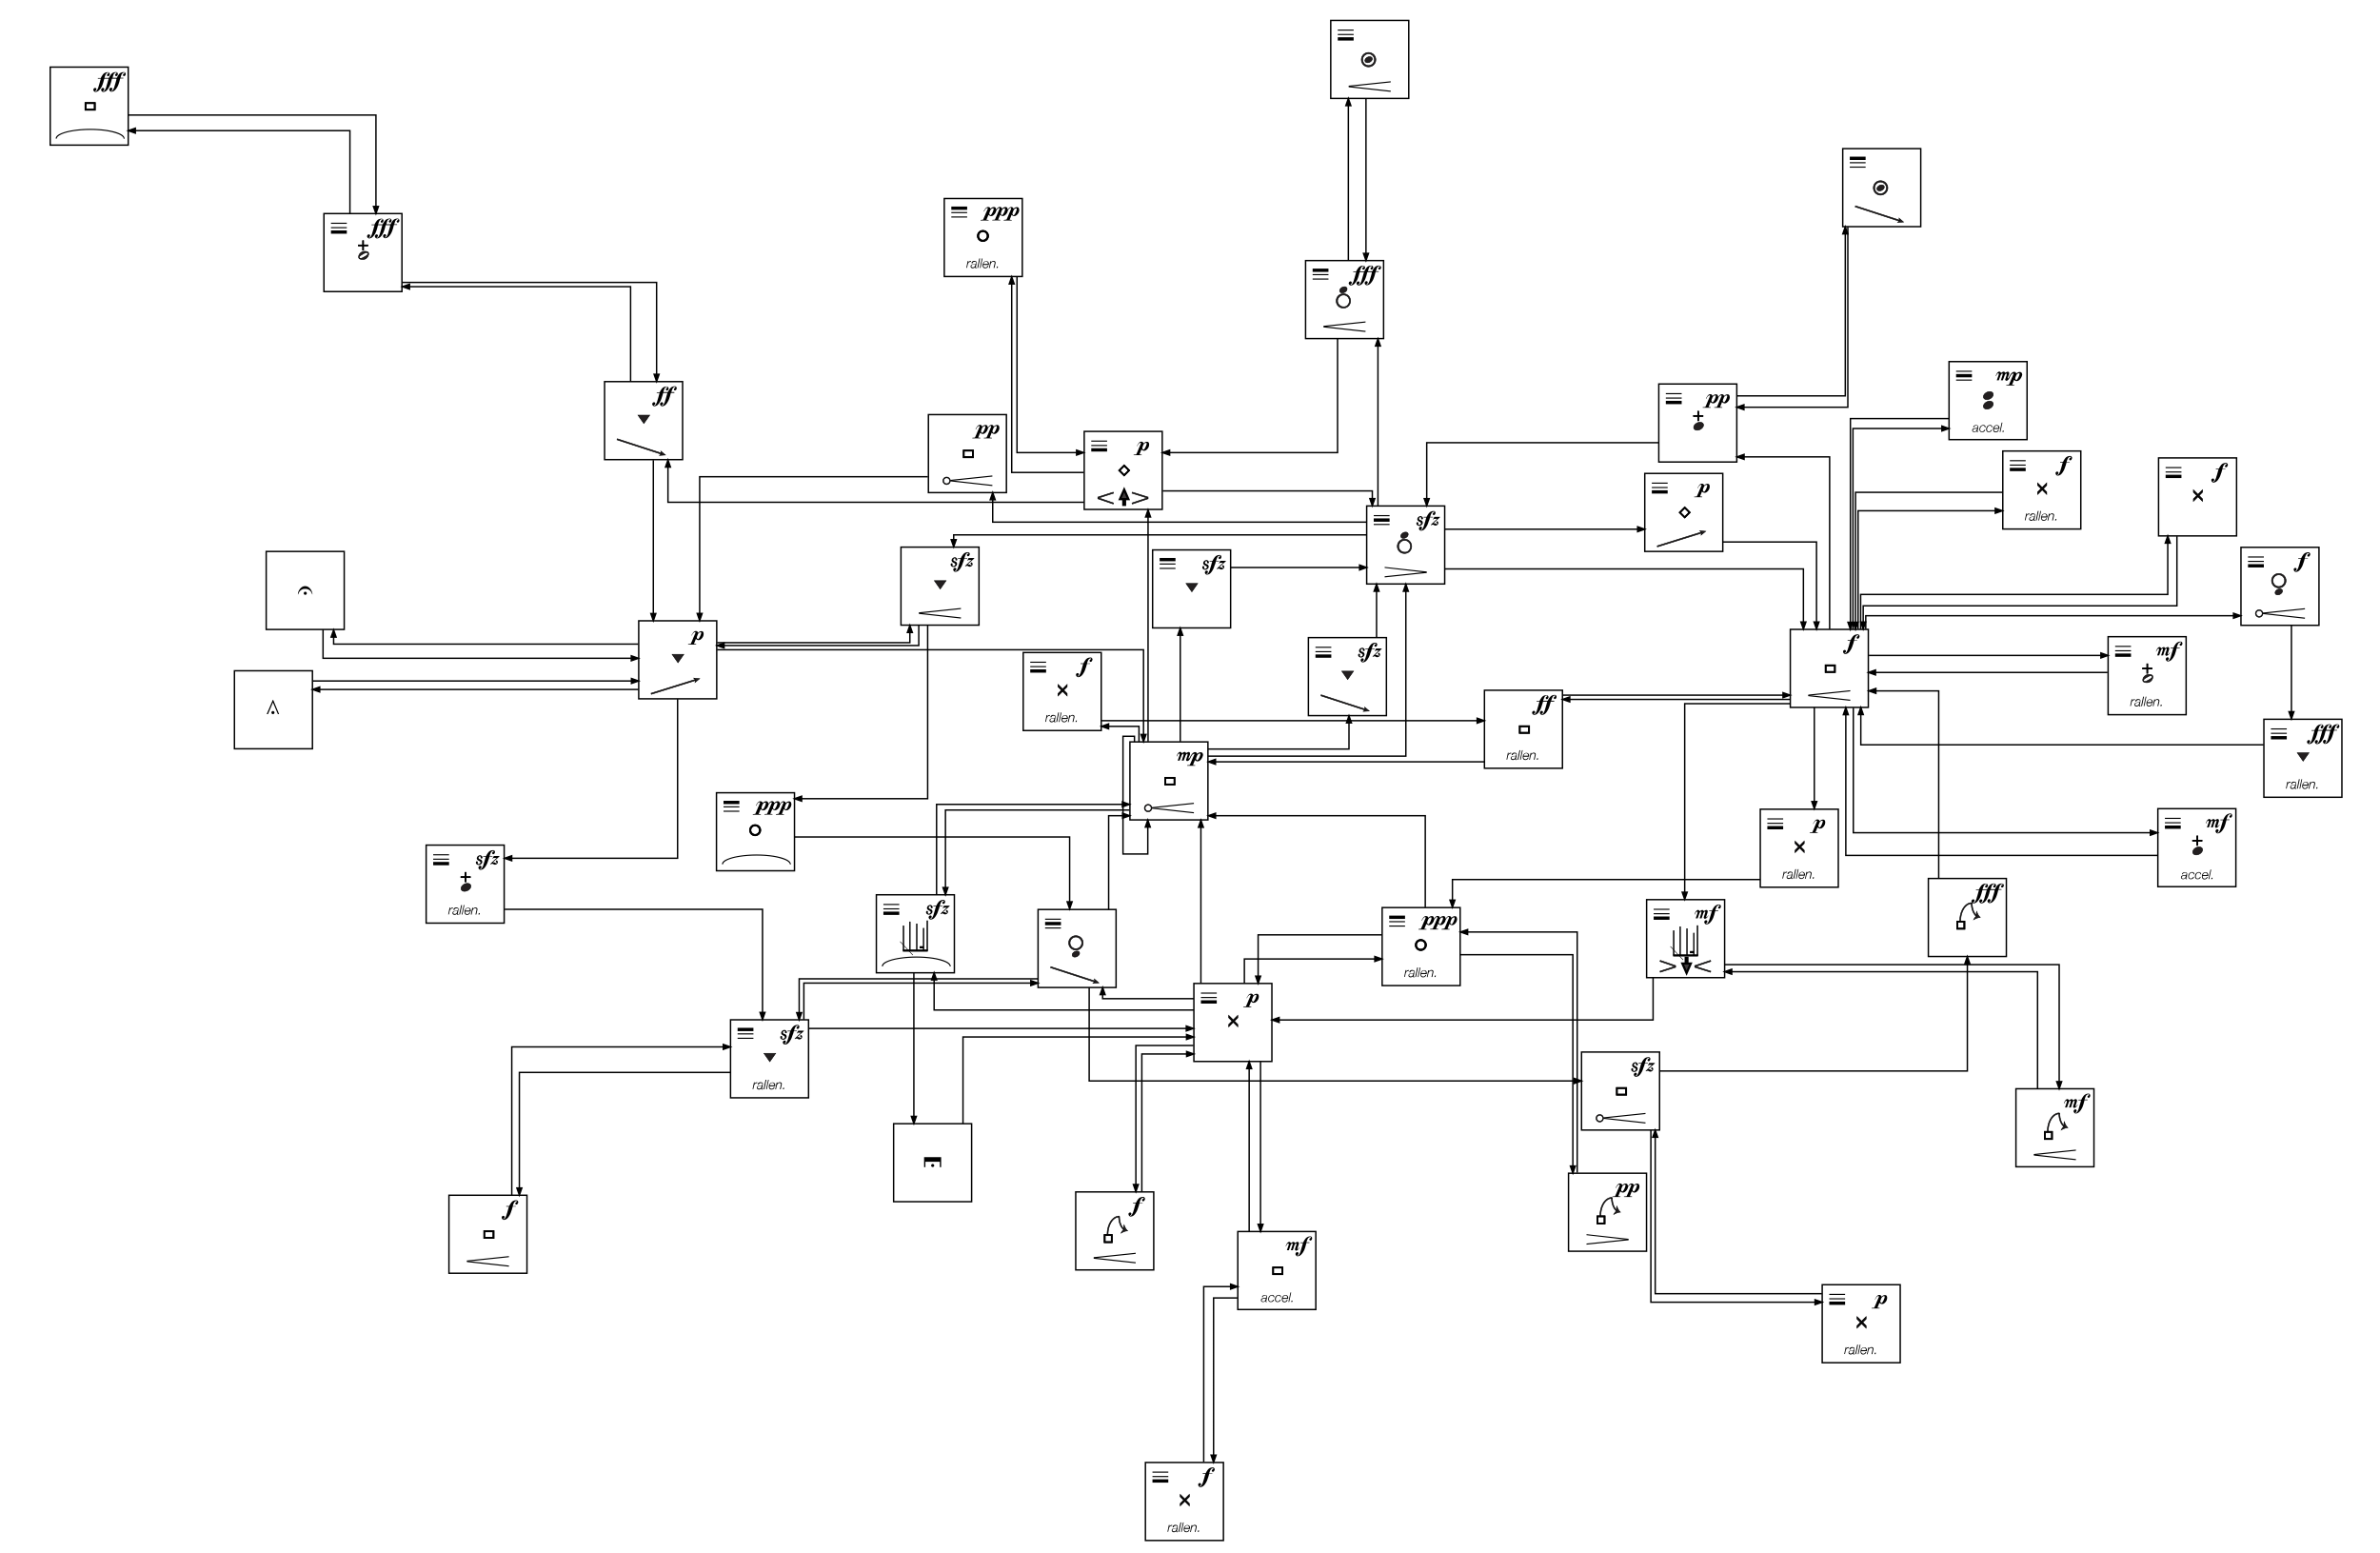 fff
fff
ppp
rallen.
fff
ff
pp
p
pp
mp
accel.
f
rallen.
f
p
sfz
sfz
sfz
f
p
f
rallen.
sfz
ff
rallen.
f
mf
rallen.
fff
rallen.
mp
ppp
p
rallen.
mf
accel.
sfz
rallen.
sfz
ppp
rallen.
mf
fff
p
sfz
rallen.
sfz
mf
f
f
pp
mf
accel.
p
rallen.
f
rallen.